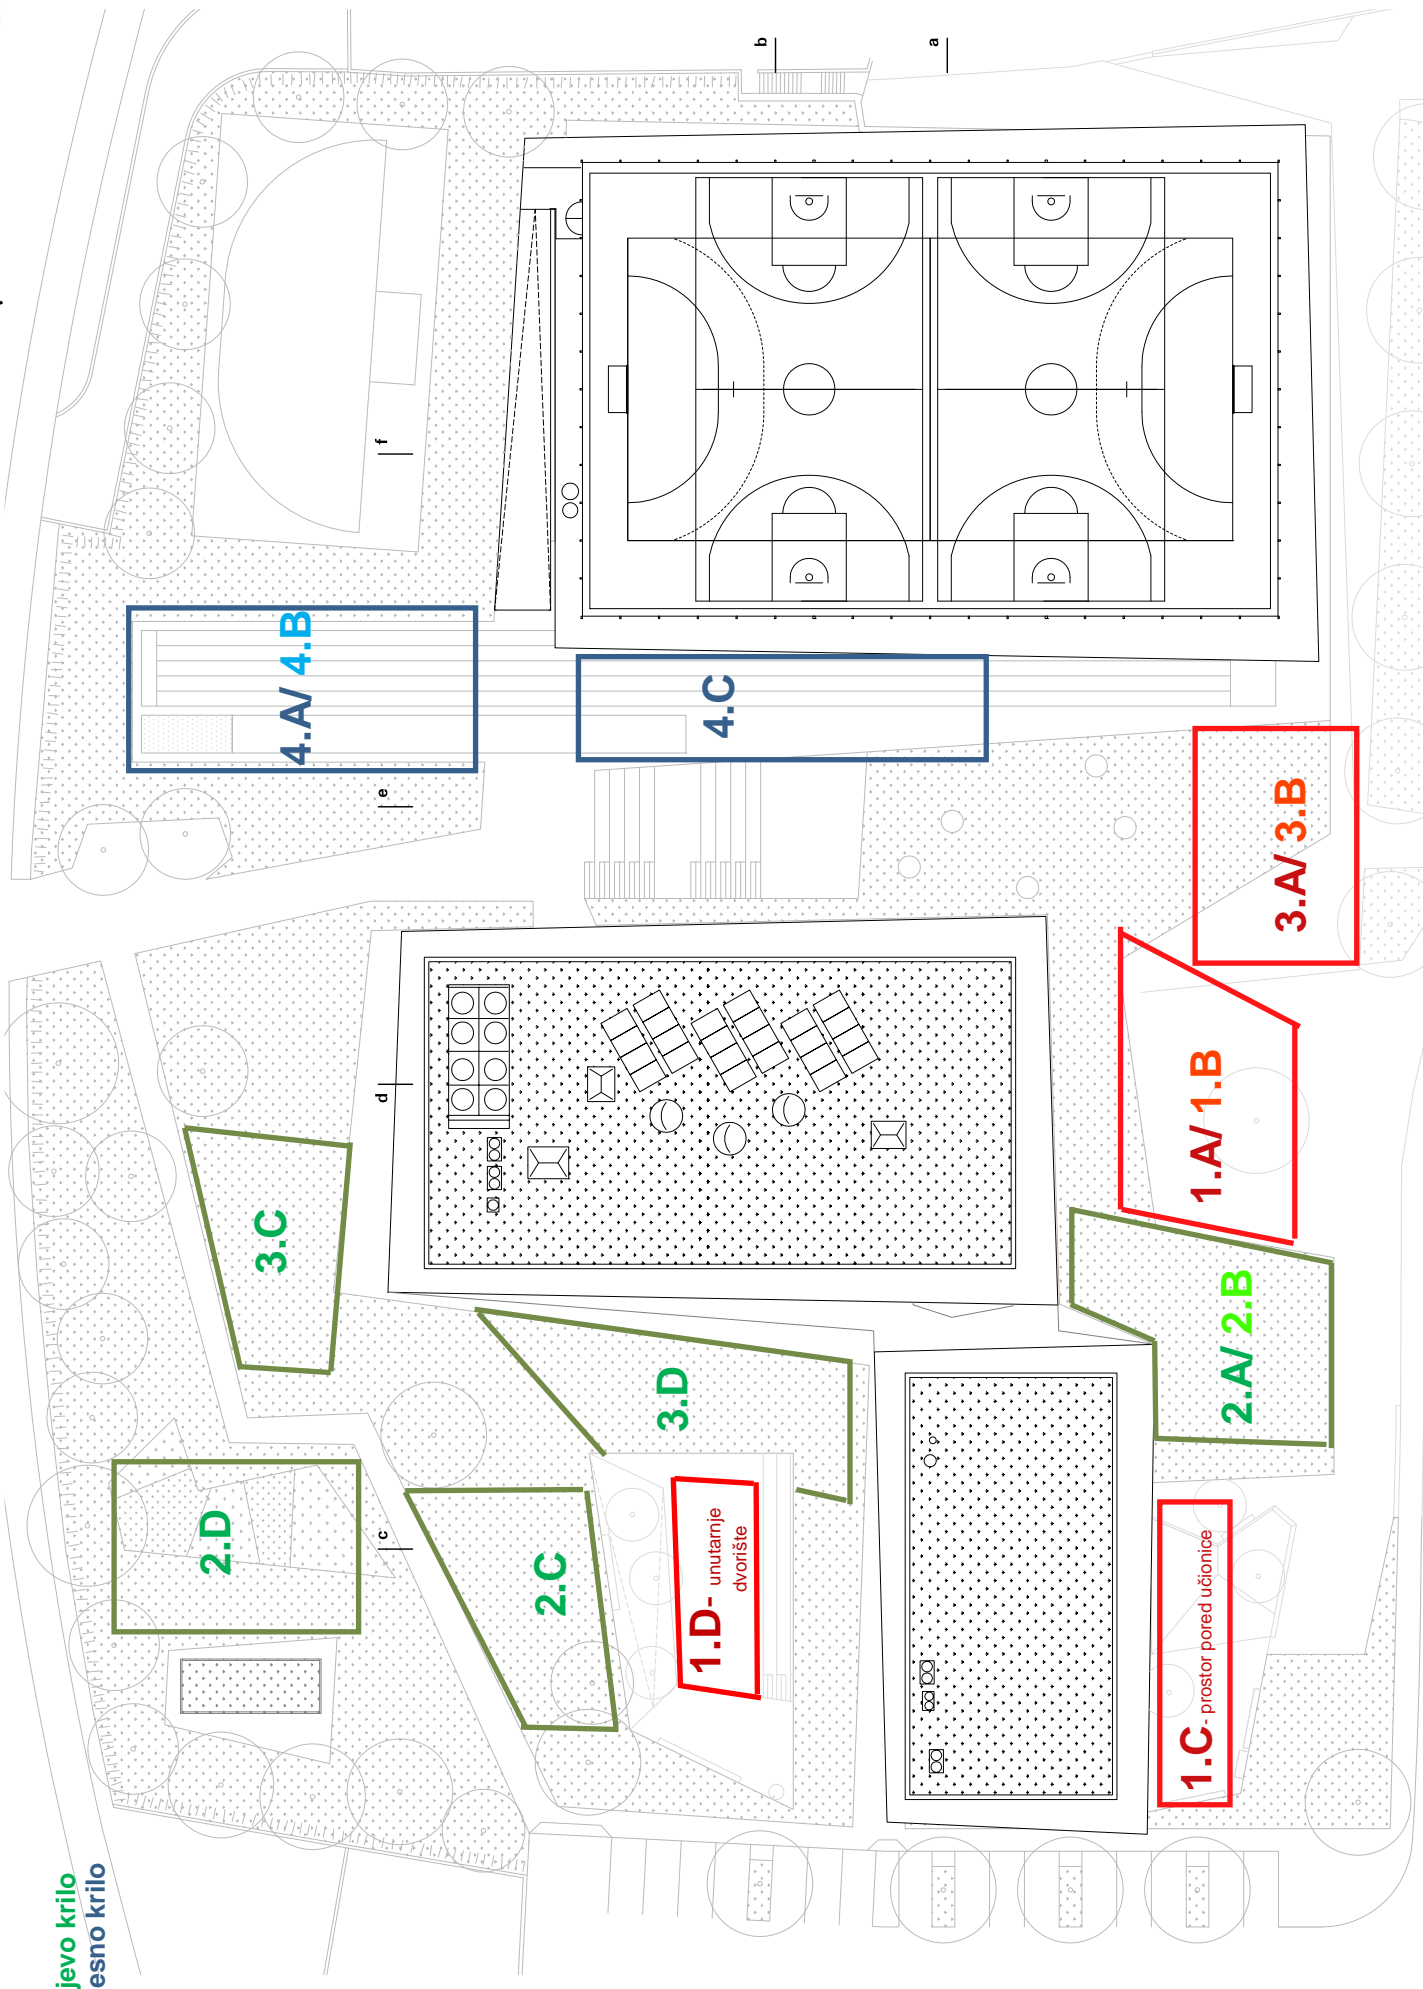 b
a
f
4.A/ 4.B
4.C
e
3.A/ 3.B
d
1.A/ 1.B
3.C
2.A/ 2.B
3.D
c
2.D
2.C
1.D- unutarnje
dvorište
1.C- prostor pored učionice
jevo krilo
esno krilo